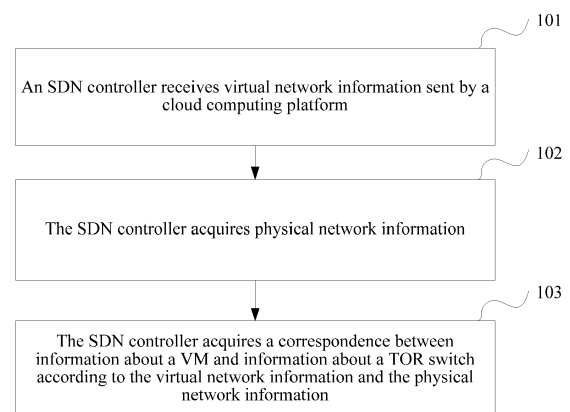 101
An SDN controller receives virtual network information sent by a
cloud computing platform
102
The SDN controller acquires physical network information
103
The SDN controller acquires a correspondence between
information about a VM and information about a TOR switch
according to the virtual network information and the physical
network information